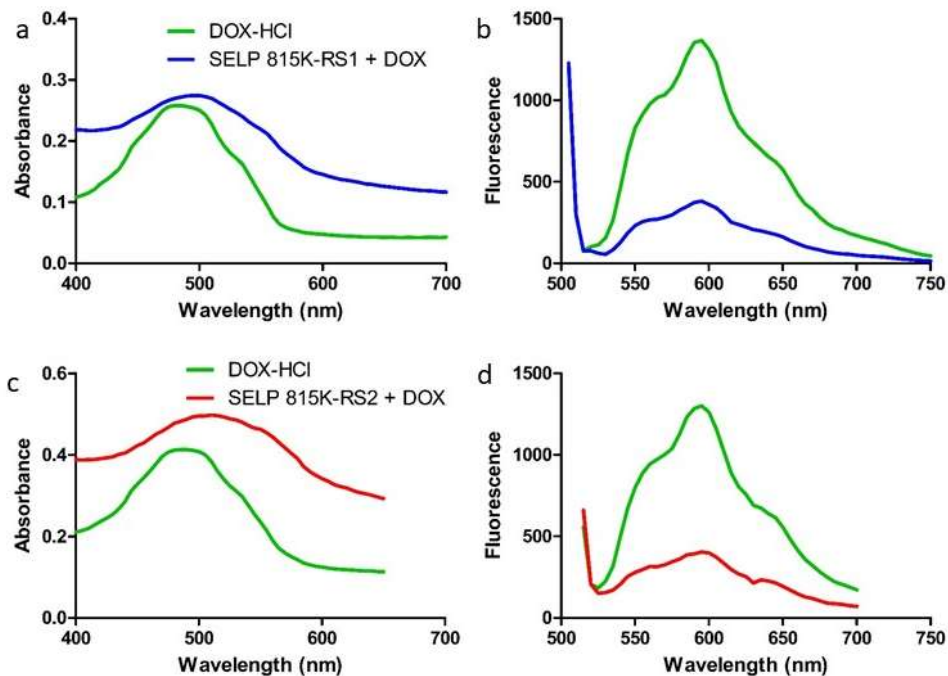 a
DOX-HCl
SELP 815K-RS1 + DOX
Absorbance
0.4
0.3
0.2
0.1
0.0
400 500 600 700
Wavelength (nm)
b
Fluorescence
1500
1000
500
0
500 550 600 650 700 750
Wavelength (nm)
c
DOX-HCl
SELP 815K-RS2 + DOX
Absorbance
0.6
0.4
0.2
0.0
400 500 600 700
Wavelength (nm)
d
Fluorescence
1500
1000
500
0
500 550 600 650 700 750
Wavelength (nm)